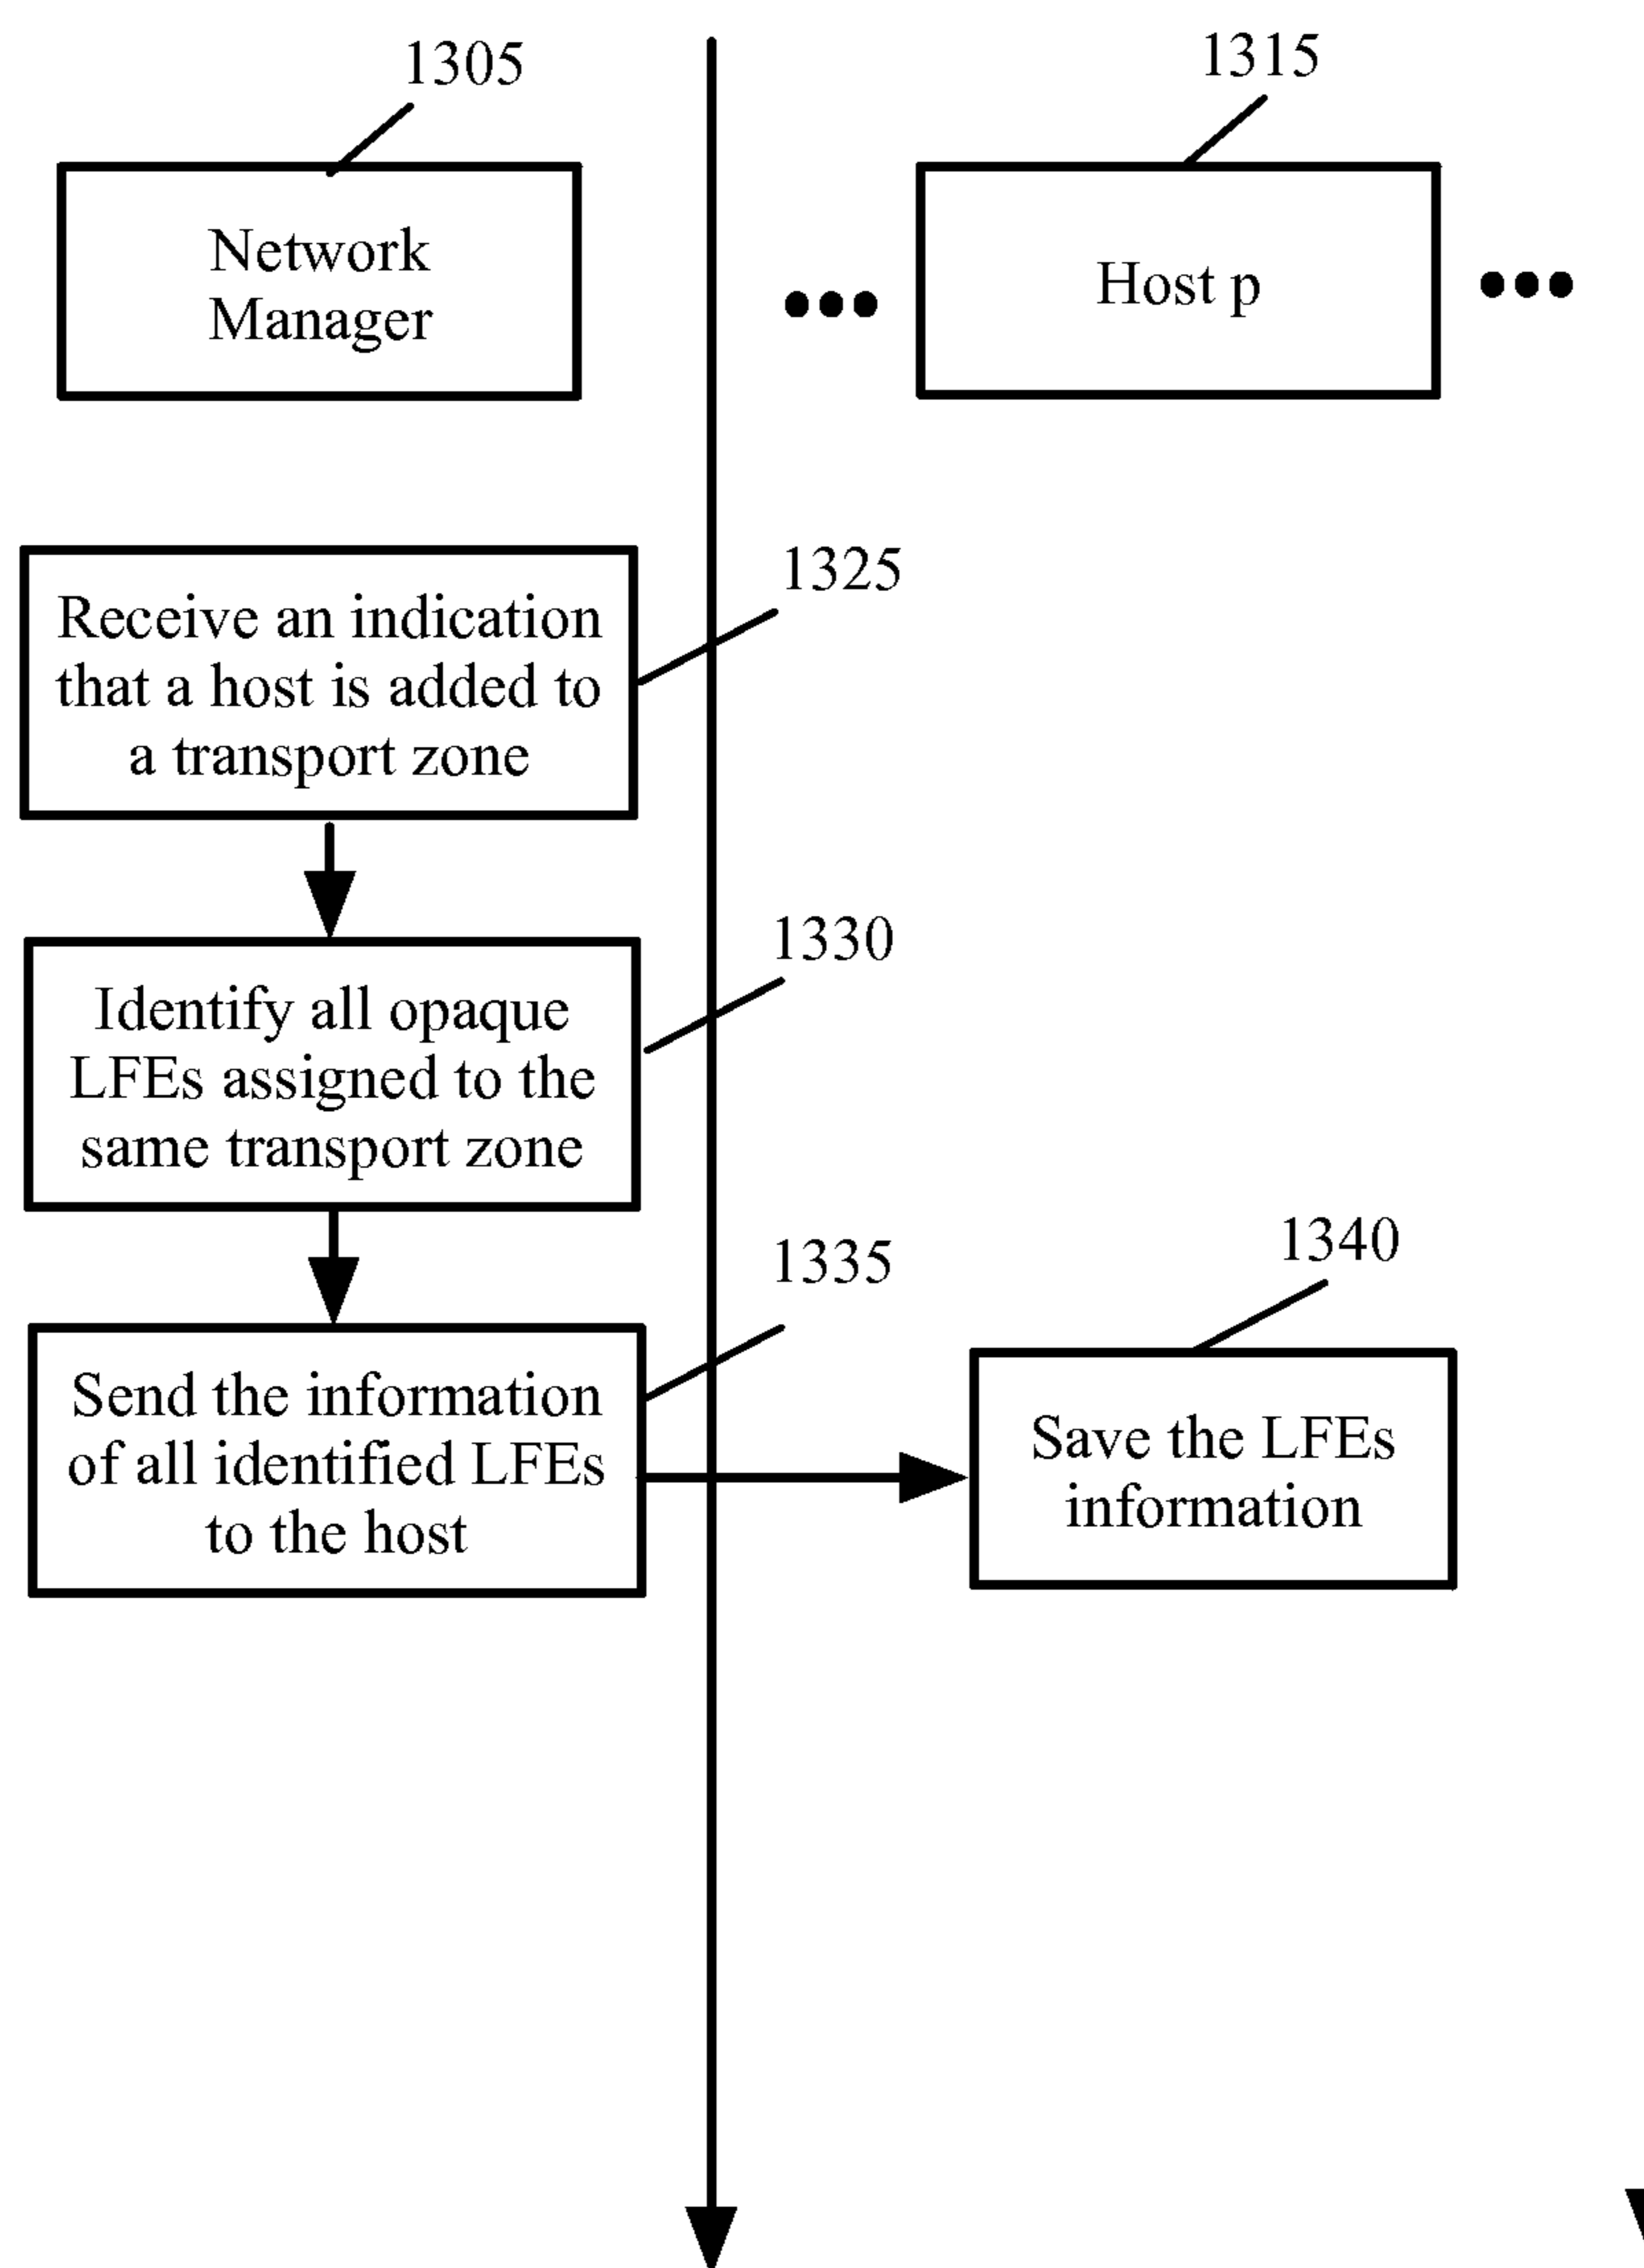 1305
1315
Network
Manager
Host p
1325
Receive an indication
that a host is added to
a transport zone
1330
Identify all opaque
LFEs assigned to the
same transport zone
1335
1340
Send the information
of all identified LFEs
to the host
Save the LFEs
information